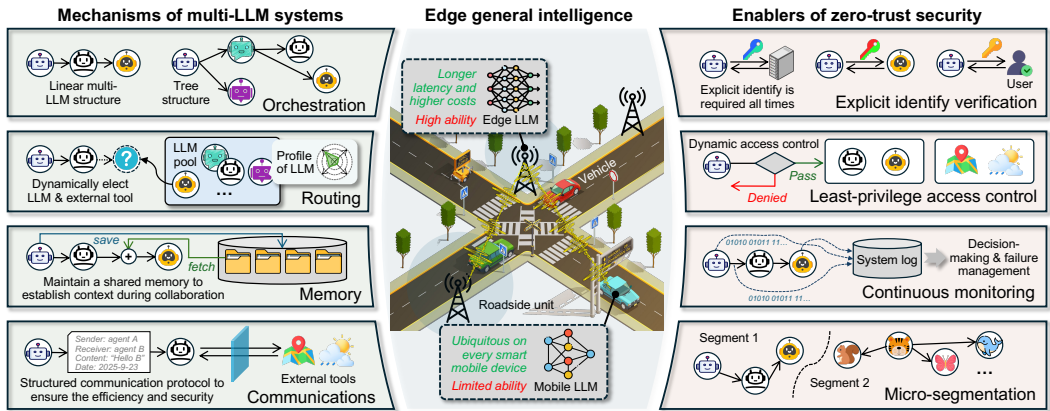 Mechanisms of multi-LLM systems
Linear multi-
LLM structure
Tree
structure
Orchestration
Dynamically elect
LLM & external tool
?
LLM
pool
...
Profile
of LLM
Routing
save
fetch
+
Maintain a shared memory to
establish context during collaboration
Memory
Sender: agent A
Receiver: agent B
Content: "Hello B"
Date: 2025-9-23
Structured communication protocol to
ensure the efficiency and security
External tools
Communications
Edge general intelligence
Longer
latency and
higher costs
High ability
Edge LLM
Vehicle
Roadside unit
Ubiquitous on
every smart
mobile device
Limited ability
Mobile LLM
Enablers of zero-trust security
Explicit identify is
required all times
User
Explicit identify verification
Dynamic access control
Pass
Denied
Least-privilege access control
01010 01011 11...
01010 01011 11...
System log
Decision-
making & failure
management
Continuous monitoring
Segment 1
Segment 2
...
Micro-segmentation